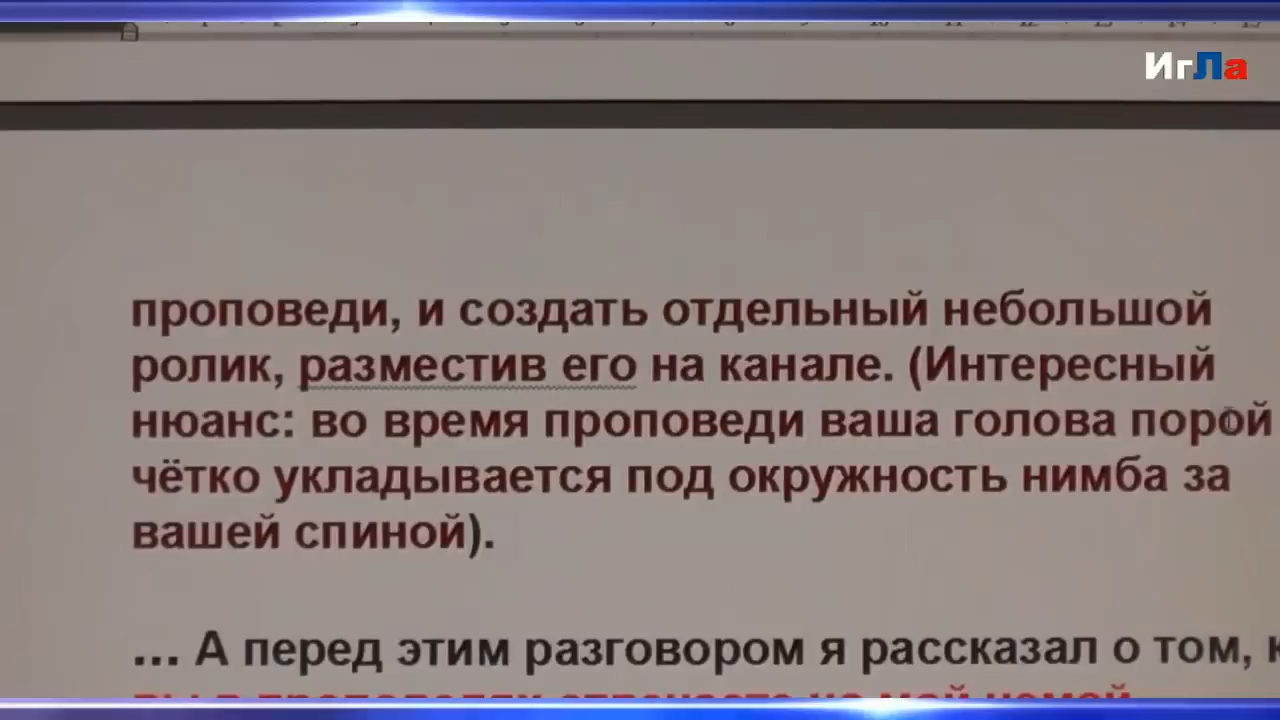 ИгЛа
проповеди, и создать отдельный небольшой
ролик, разместив его на канале. (Интересный
нюанс: во время проповеди ваша голова порой
чётко укладывается под окружность нимба за
вашей спиной).
... А перед этим разговором я рассказал о том,